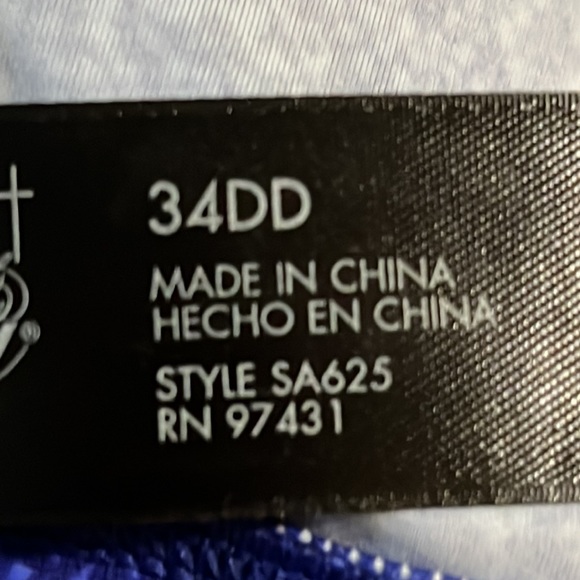 34DD
MADE IN CHINA
HECHO EN CHINA
STYLE SA625
RN 97431